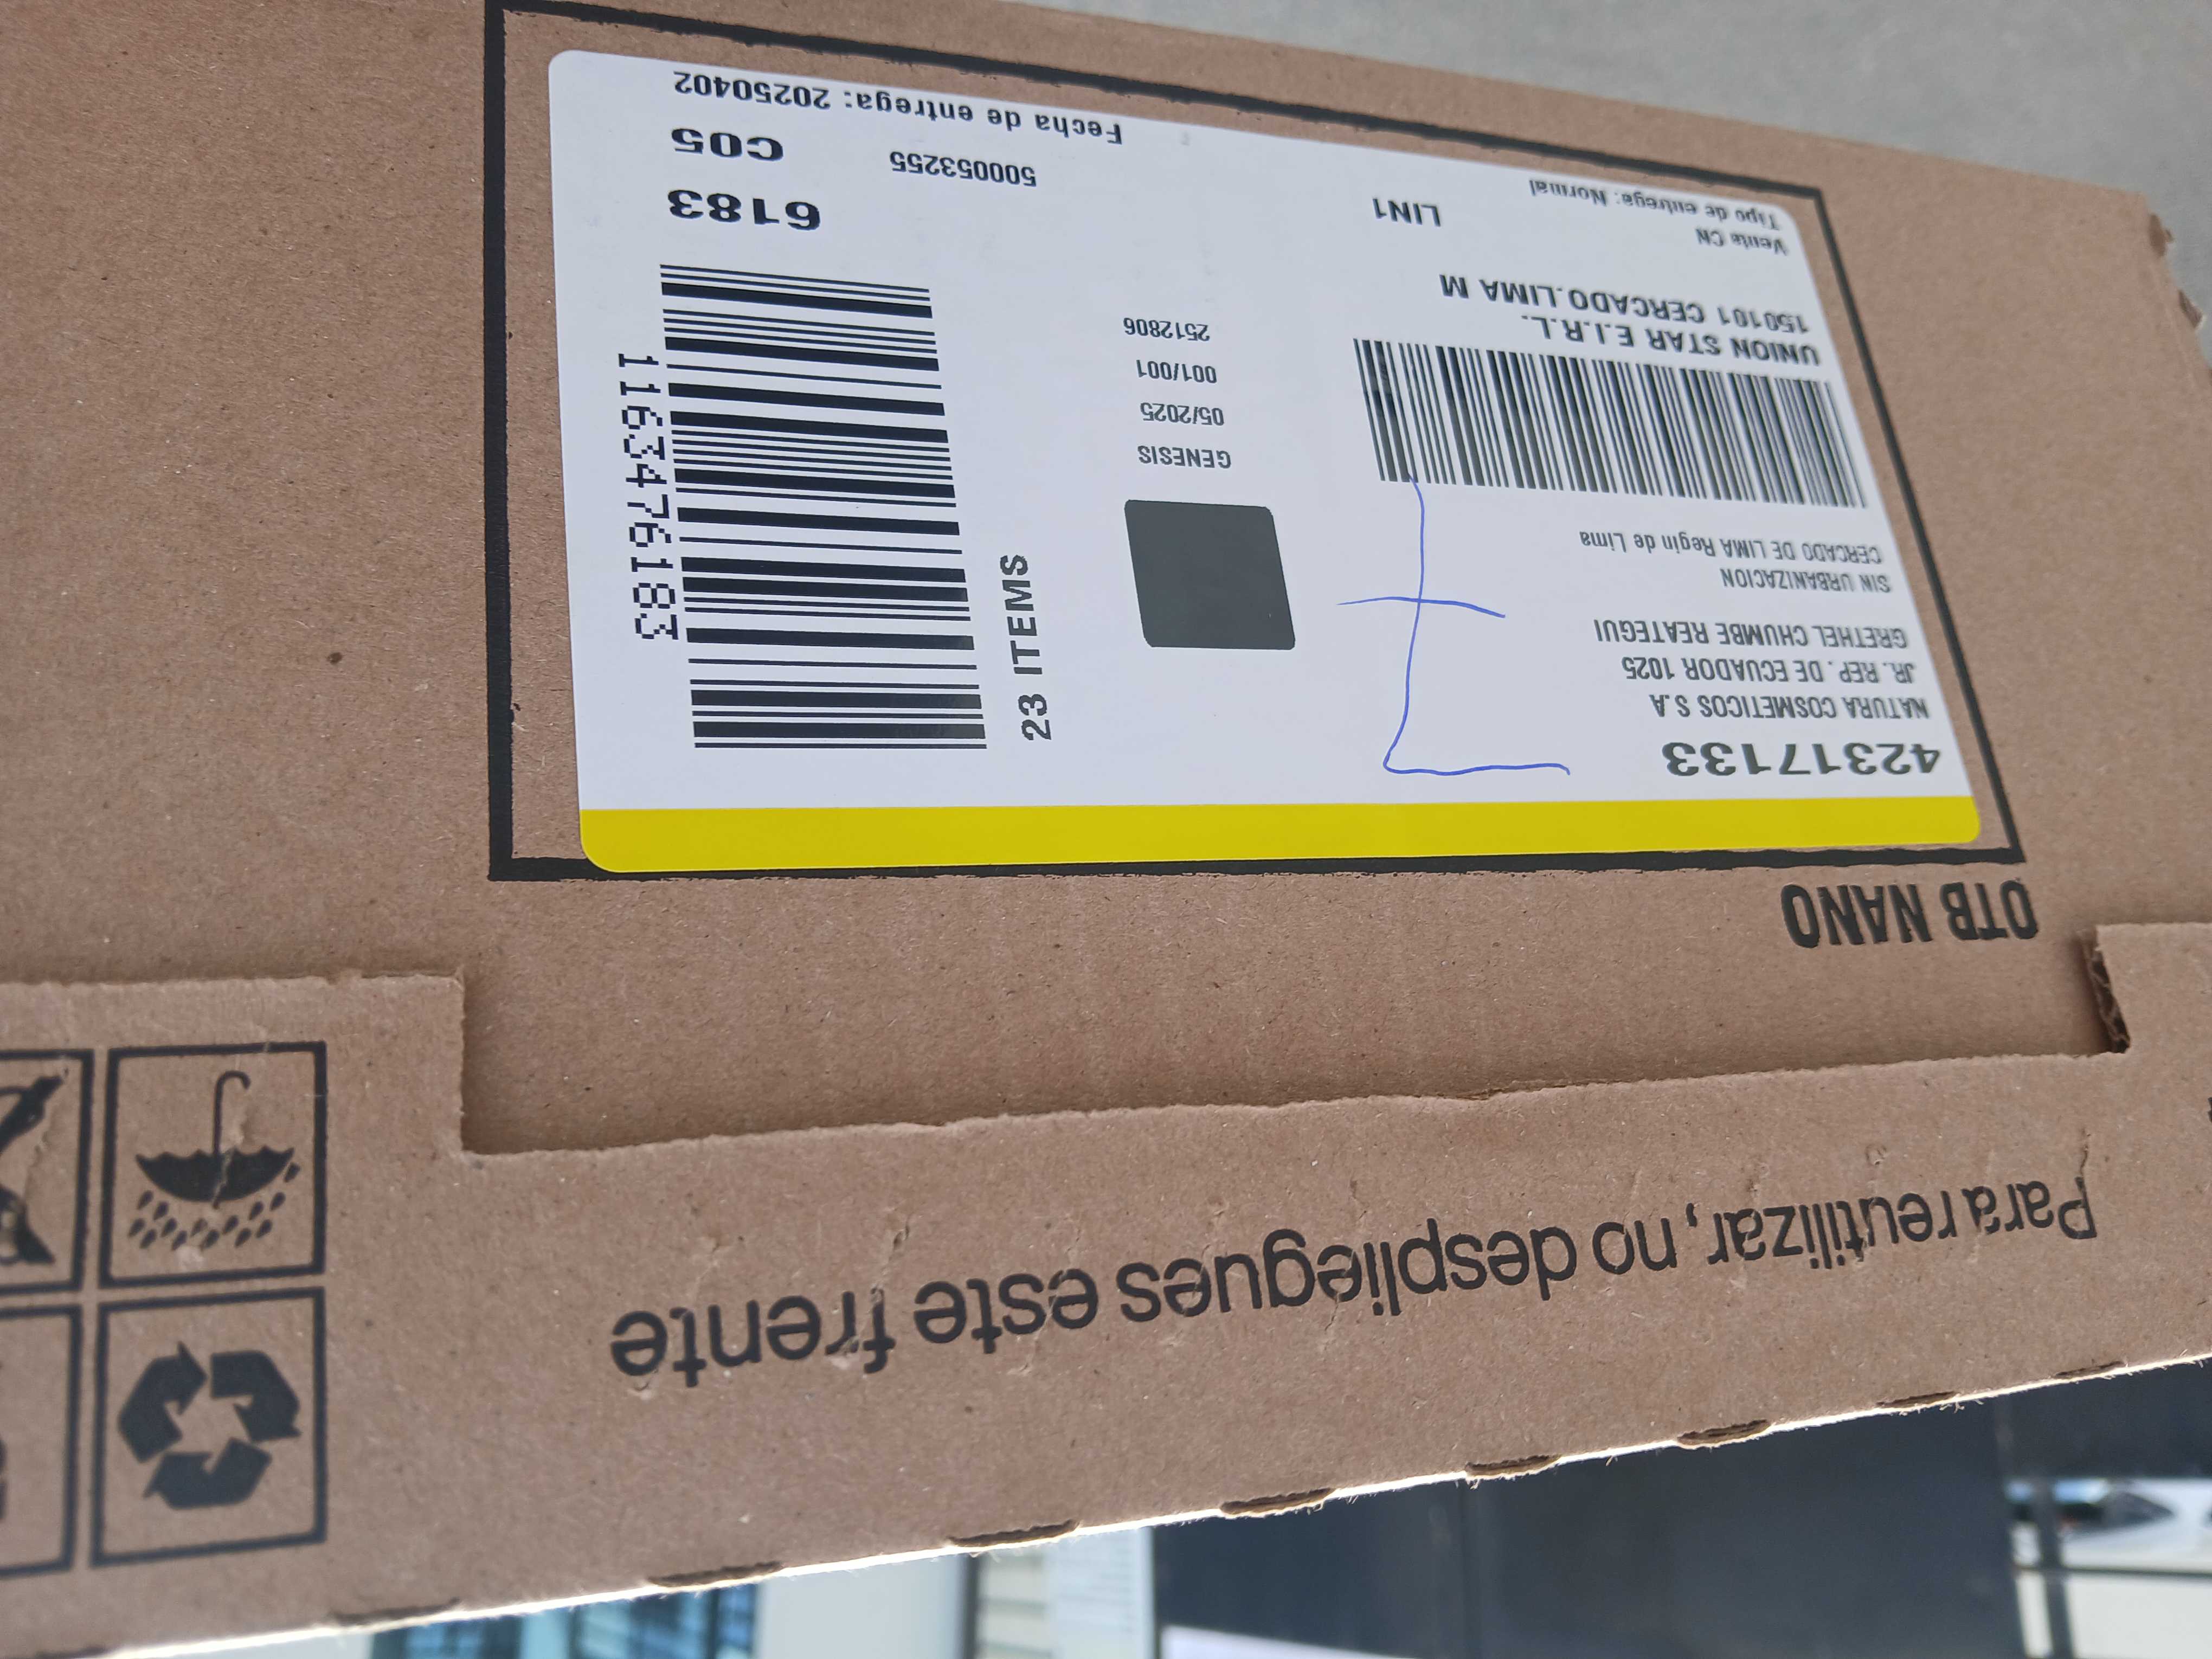 OTB NANO
42317133
NATURA COSMETICOS S.A
JR. REP. DE ECUADOR 1025
GRETHEL CHUMBE REATEGUI
SIN URBANIZACION
CERCADO DE LIMA Regin de Lima
UNION STAR E.I.R.L.
150101 CERCADO.LIMA M
Venta CN
Tipo de entrega: Normal
LIN1
GENESIS
05/2025
001/001
2512806
23 ITEMS
1163476183
6183
500053255
C05
Fecha de entrega: 20250402
Para reutilizar, no despliegues este frente